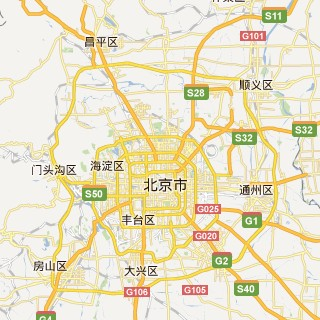 S11
G101
昌平区
顺义区
S28
S32
S32
海淀区
门头沟区
北京市
通州区
S50
G025
丰台区
G1
G020
房山区
大兴区
G2
G106
G105
S40
G4